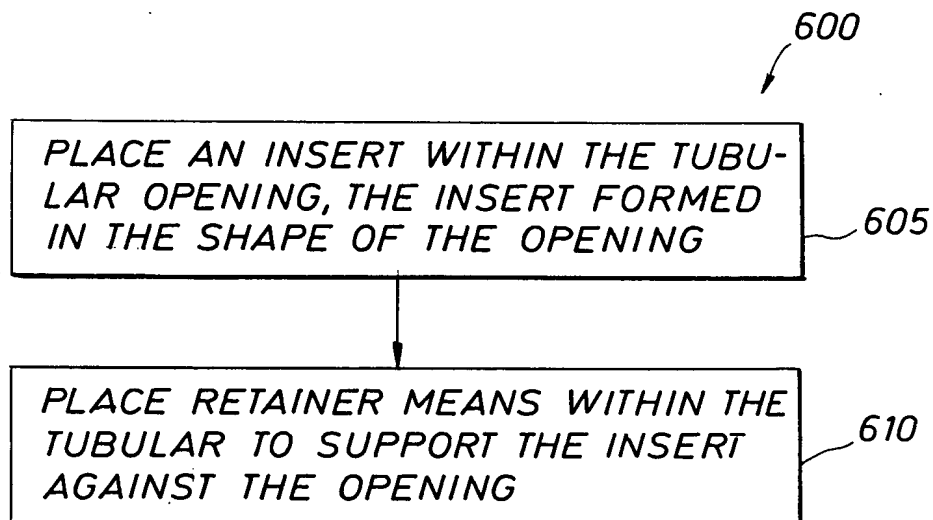 600
PLACE AN INSERT WITHIN THE TUBU-
LAR OPENING, THE INSERT FORMED
IN THE SHAPE OF THE OPENING
605
PLACE RETAINER MEANS WITHIN THE
TUBULAR TO SUPPORT THE INSERT
AGAINST THE OPENING
610